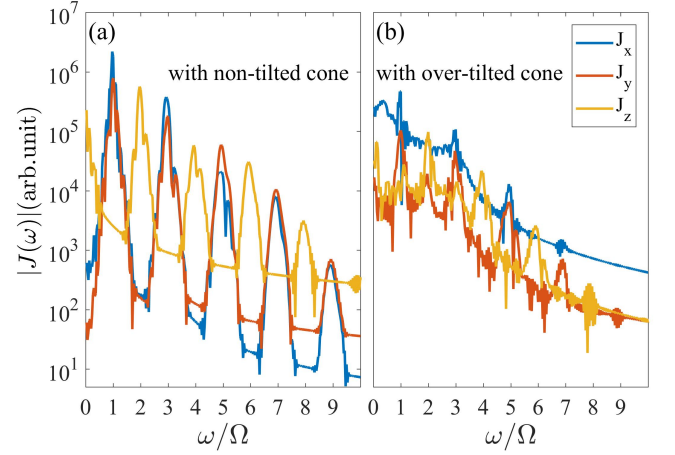 (a)
with non-tilted cone
|J(ω)|(arb.unit)
10^7
10^6
10^5
10^4
10^3
10^2
10^1
0 1 2 3 4 5 6 7 8 9
ω/Ω
(b)
with over-tilted cone
J_x
J_y
J_z
0 1 2 3 4 5 6 7 8 9
ω/Ω